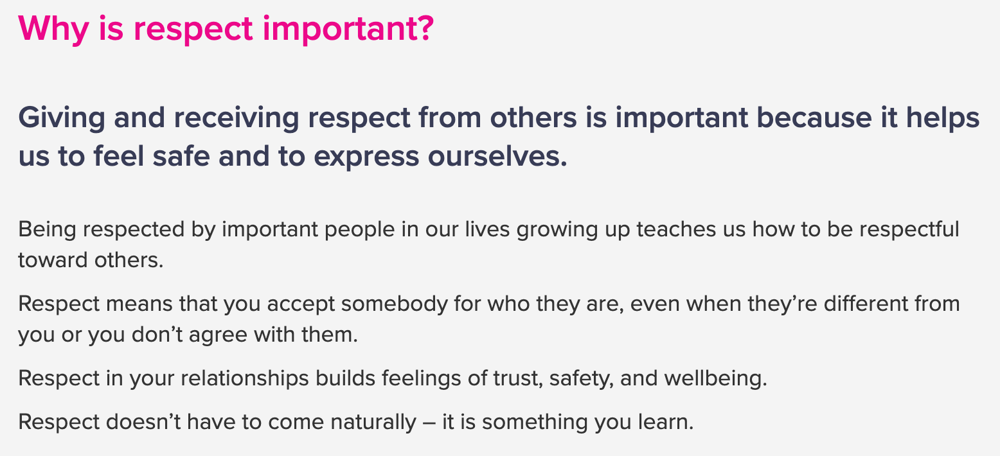 Why is respect important?
Giving and receiving respect from others is important because it helps
us to feel safe and to express ourselves.
Being respected by important people in our lives growing up teaches us how to be respectful
toward others.
Respect means that you accept somebody for who they are, even when they’re different from
you or you don’t agree with them.
Respect in your relationships builds feelings of trust, safety, and wellbeing.
Respect doesn’t have to come naturally – it is something you learn.